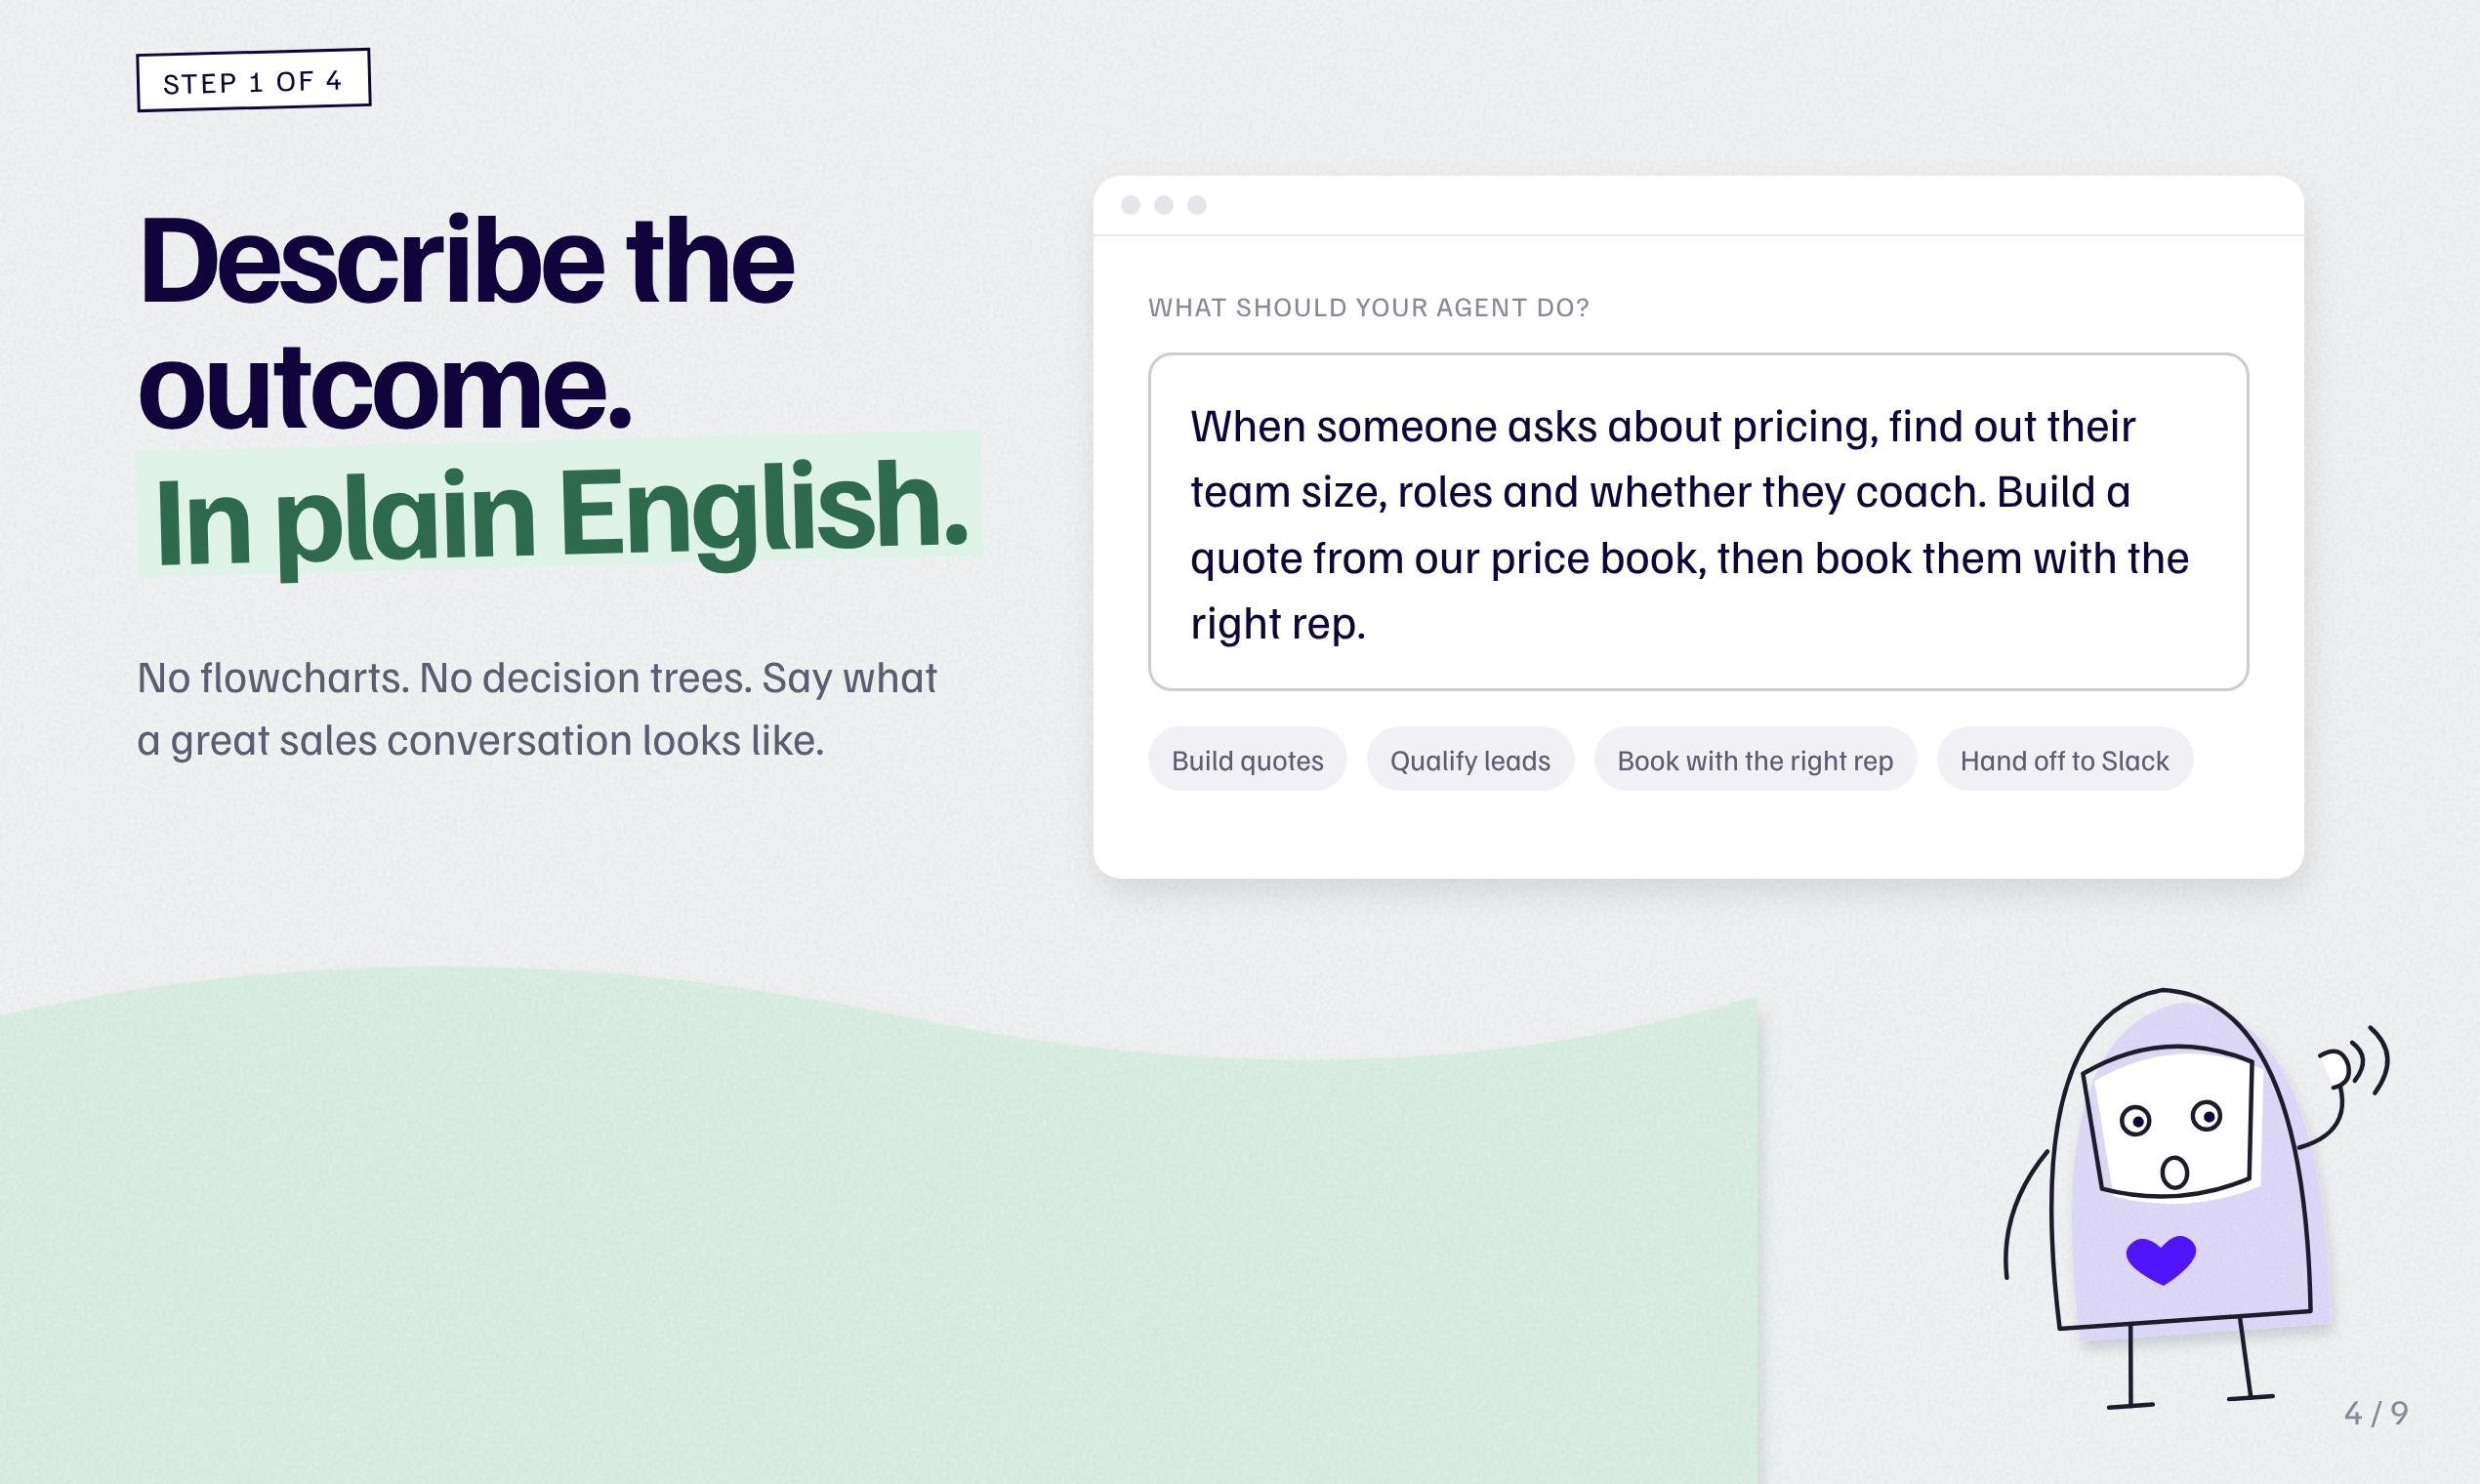 STEP 1 OF 4
Describe the
outcome.
In plain English.
No flowcharts. No decision trees. Say what
a great sales conversation looks like.
WHAT SHOULD YOUR AGENT DO?
When someone asks about pricing, find out their
team size, roles and whether they coach. Build a
quote from our price book, then book them with the
right rep.
Build quotes
Qualify leads
Book with the right rep
Hand off to Slack
4 / 9